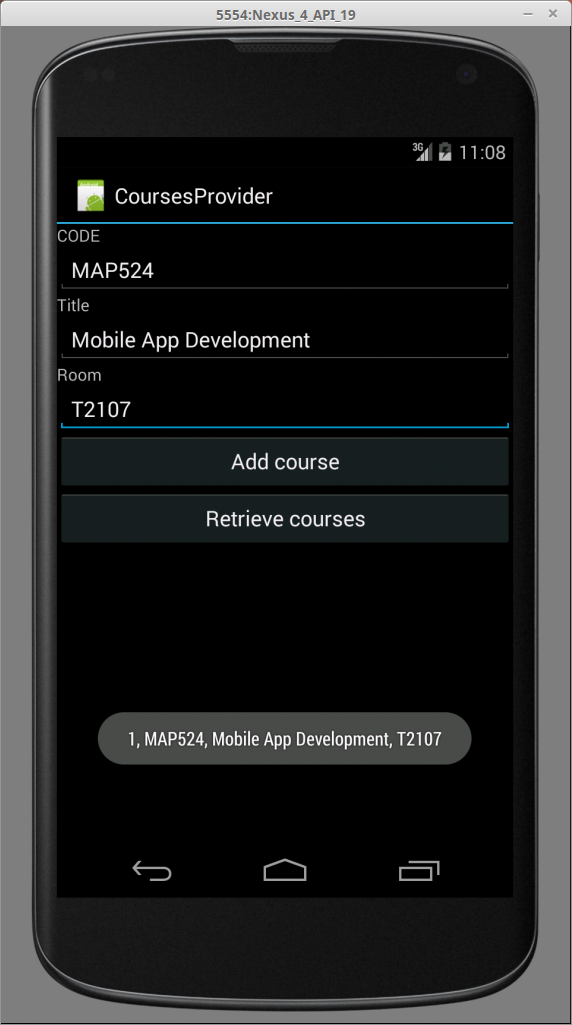 5554:Nexus_4_API_19
3G 11:08
CoursesProvider
CODE
MAP524
Title
Mobile App Development
Room
T2107
Add course
Retrieve courses
1, MAP524, Mobile App Development, T2107